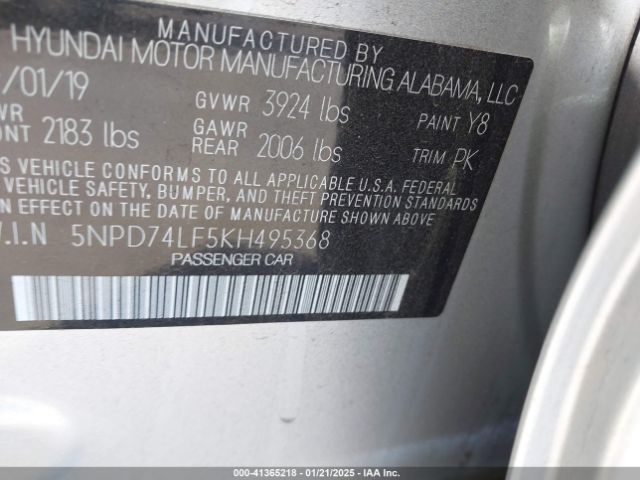 MANUFACTURED BY
HYUNDAI MOTOR MANUFACTURING ALABAMA, LLC
/01/19 GVWR 3924 lbs PAINT Y8
2183 lbs GAWR REAR 2006 lbs TRIM PK
VEHICLE CONFORMS TO ALL APPLICABLE U.S.A. FEDERAL
VEHICLE SAFETY, BUMPER, AND THEFT PREVENTION STANDARDS
IN EFFECT ON THE DATE OF MANUFACTURE SHOWN ABOVE
V.I.N 5NPD74LF5KH495368
PASSENGER CAR
000-41365218 - 01/21/2025 - IAA Inc.